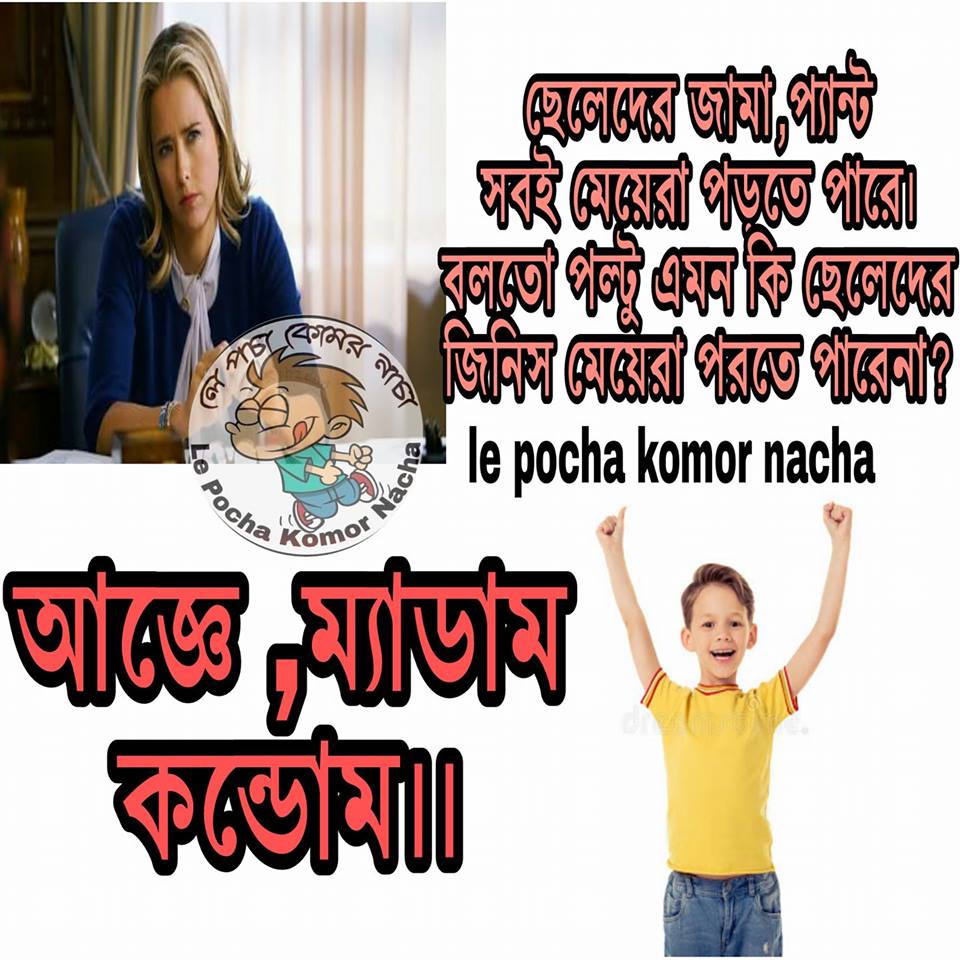 ছেলেদের জামা,প্যান্ট
সবই মেয়েরা পড়তে পারে।
বলতো পল্টু এমন কি ছেলেদের
জিনিস মেয়েরা পরতে পারেনা?
le pocha komor nacha
লে পচা কোমর নাচা
Le Pocha Komor Nacha
আজ্ঞে ,ম্যাডাম
কন্ডোম।।